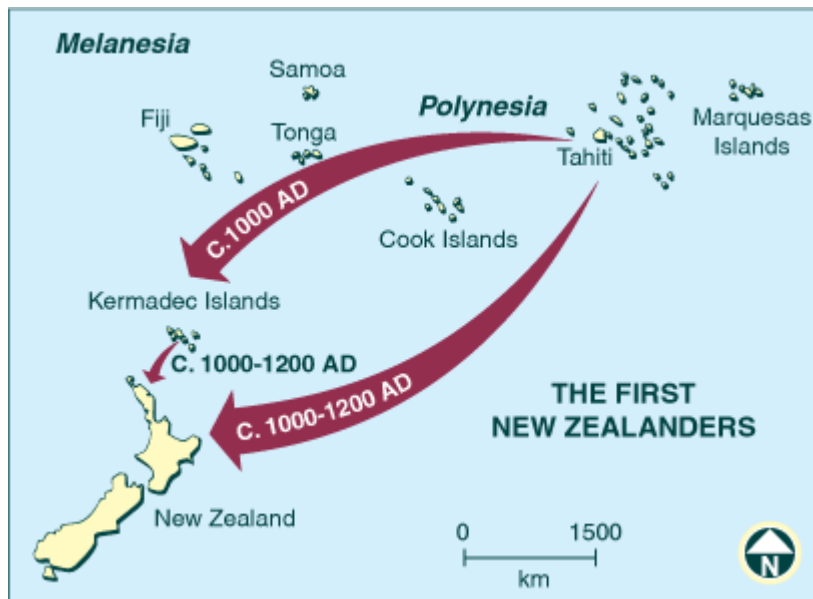 Melanesia
Samoa
Polynesia
Fiji
Tonga
Tahiti
Marquesas
Islands
C.1000 AD
Cook Islands
Kermadec Islands
C. 1000-1200 AD
C. 1000-1200 AD
THE FIRST
NEW ZEALANDERS
New Zealand
0 1500
km
N